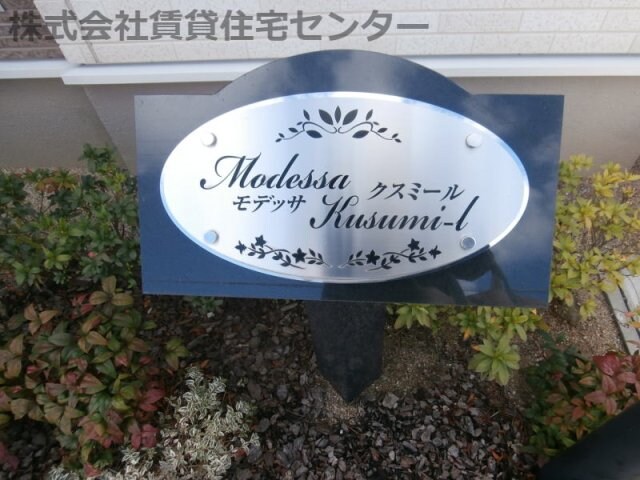 株式会社賃貸住宅センター
Modessa
モデッサ
クスミール
Kusumi-l